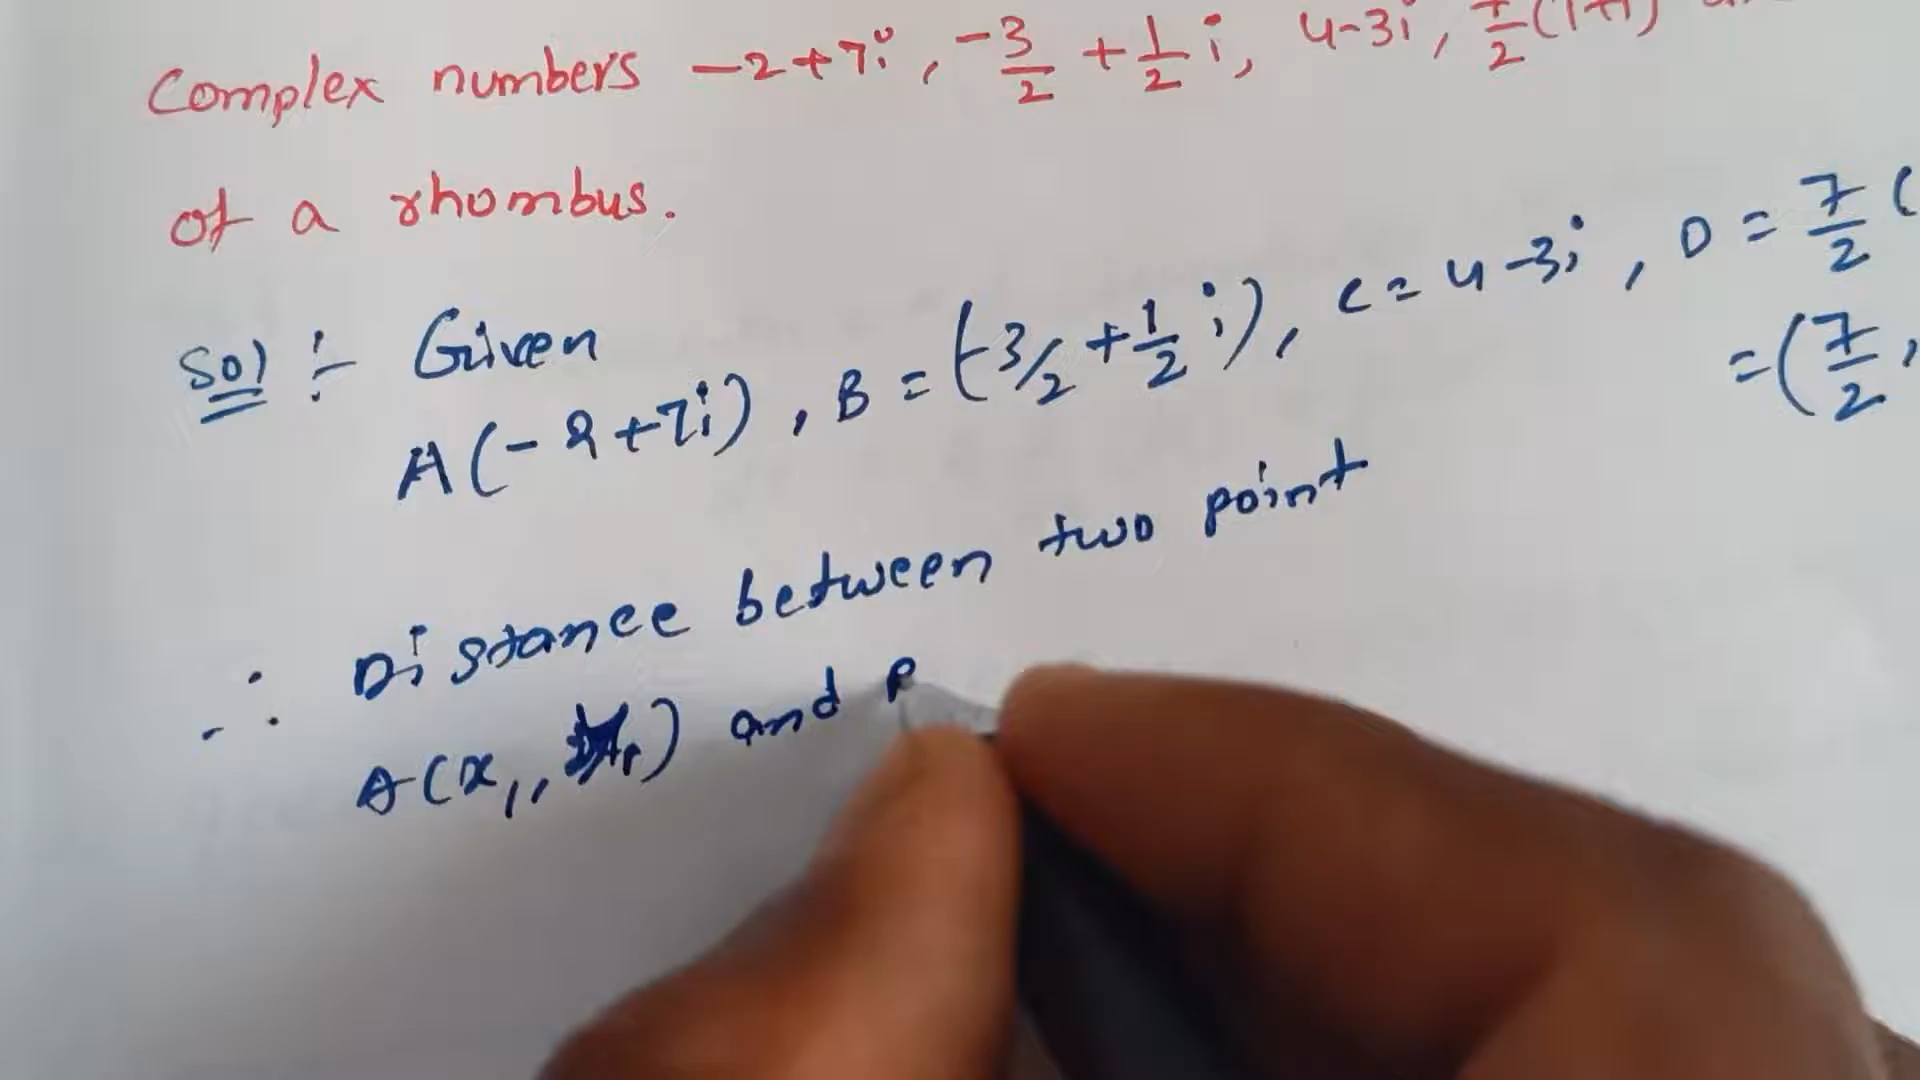 Complex numbers -2+7i, -3/2 + 1/2 i, 4-3i, 7/2 (1+i)
of a rhombus.
Sol :- Given
A(-2+7i), B = (-3/2 + 1/2 i), C = 4-3i, D = 7/2 (
= (7/2,
∴ Distance between two point
A(x1, y1) and